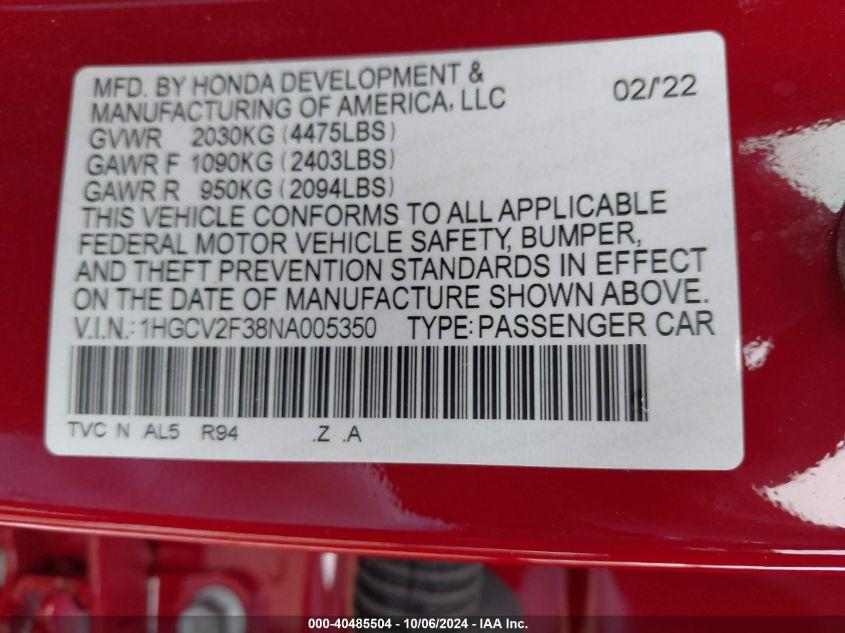 MFD. BY HONDA DEVELOPMENT & 02/'22
MANUFACTURING OF AMERICA, LLC
GVWR 2030KG (4475LBS)
GAWR F 1090KG (2403LBS)
GAWR R 950KG (2094LBS)
THIS VEHICLE CONFORMS TO ALL APPLICABLE
FEDERAL MOTOR VEHICLE SAFETY, BUMPER,
AND THEFT PREVENTION STANDARDS IN EFFECT
ON THE DATE OF MANUFACTURE SHOWN ABOVE.
V.I.N.: 1HGCV2F38NA005350 TYPE: PASSENGER CAR
TVC N AL5 R94 .Z .A
000-40485504 - 10/06/2024 - IAA Inc.